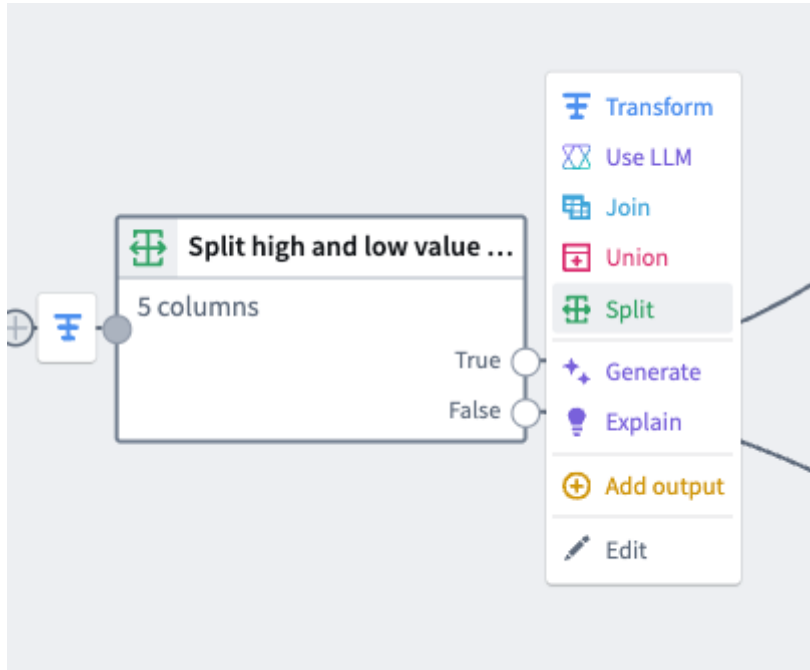 Split high and low value ...
5 columns
True
False
Transform
Use LLM
Join
Union
Split
Generate
Explain
Add output
Edit